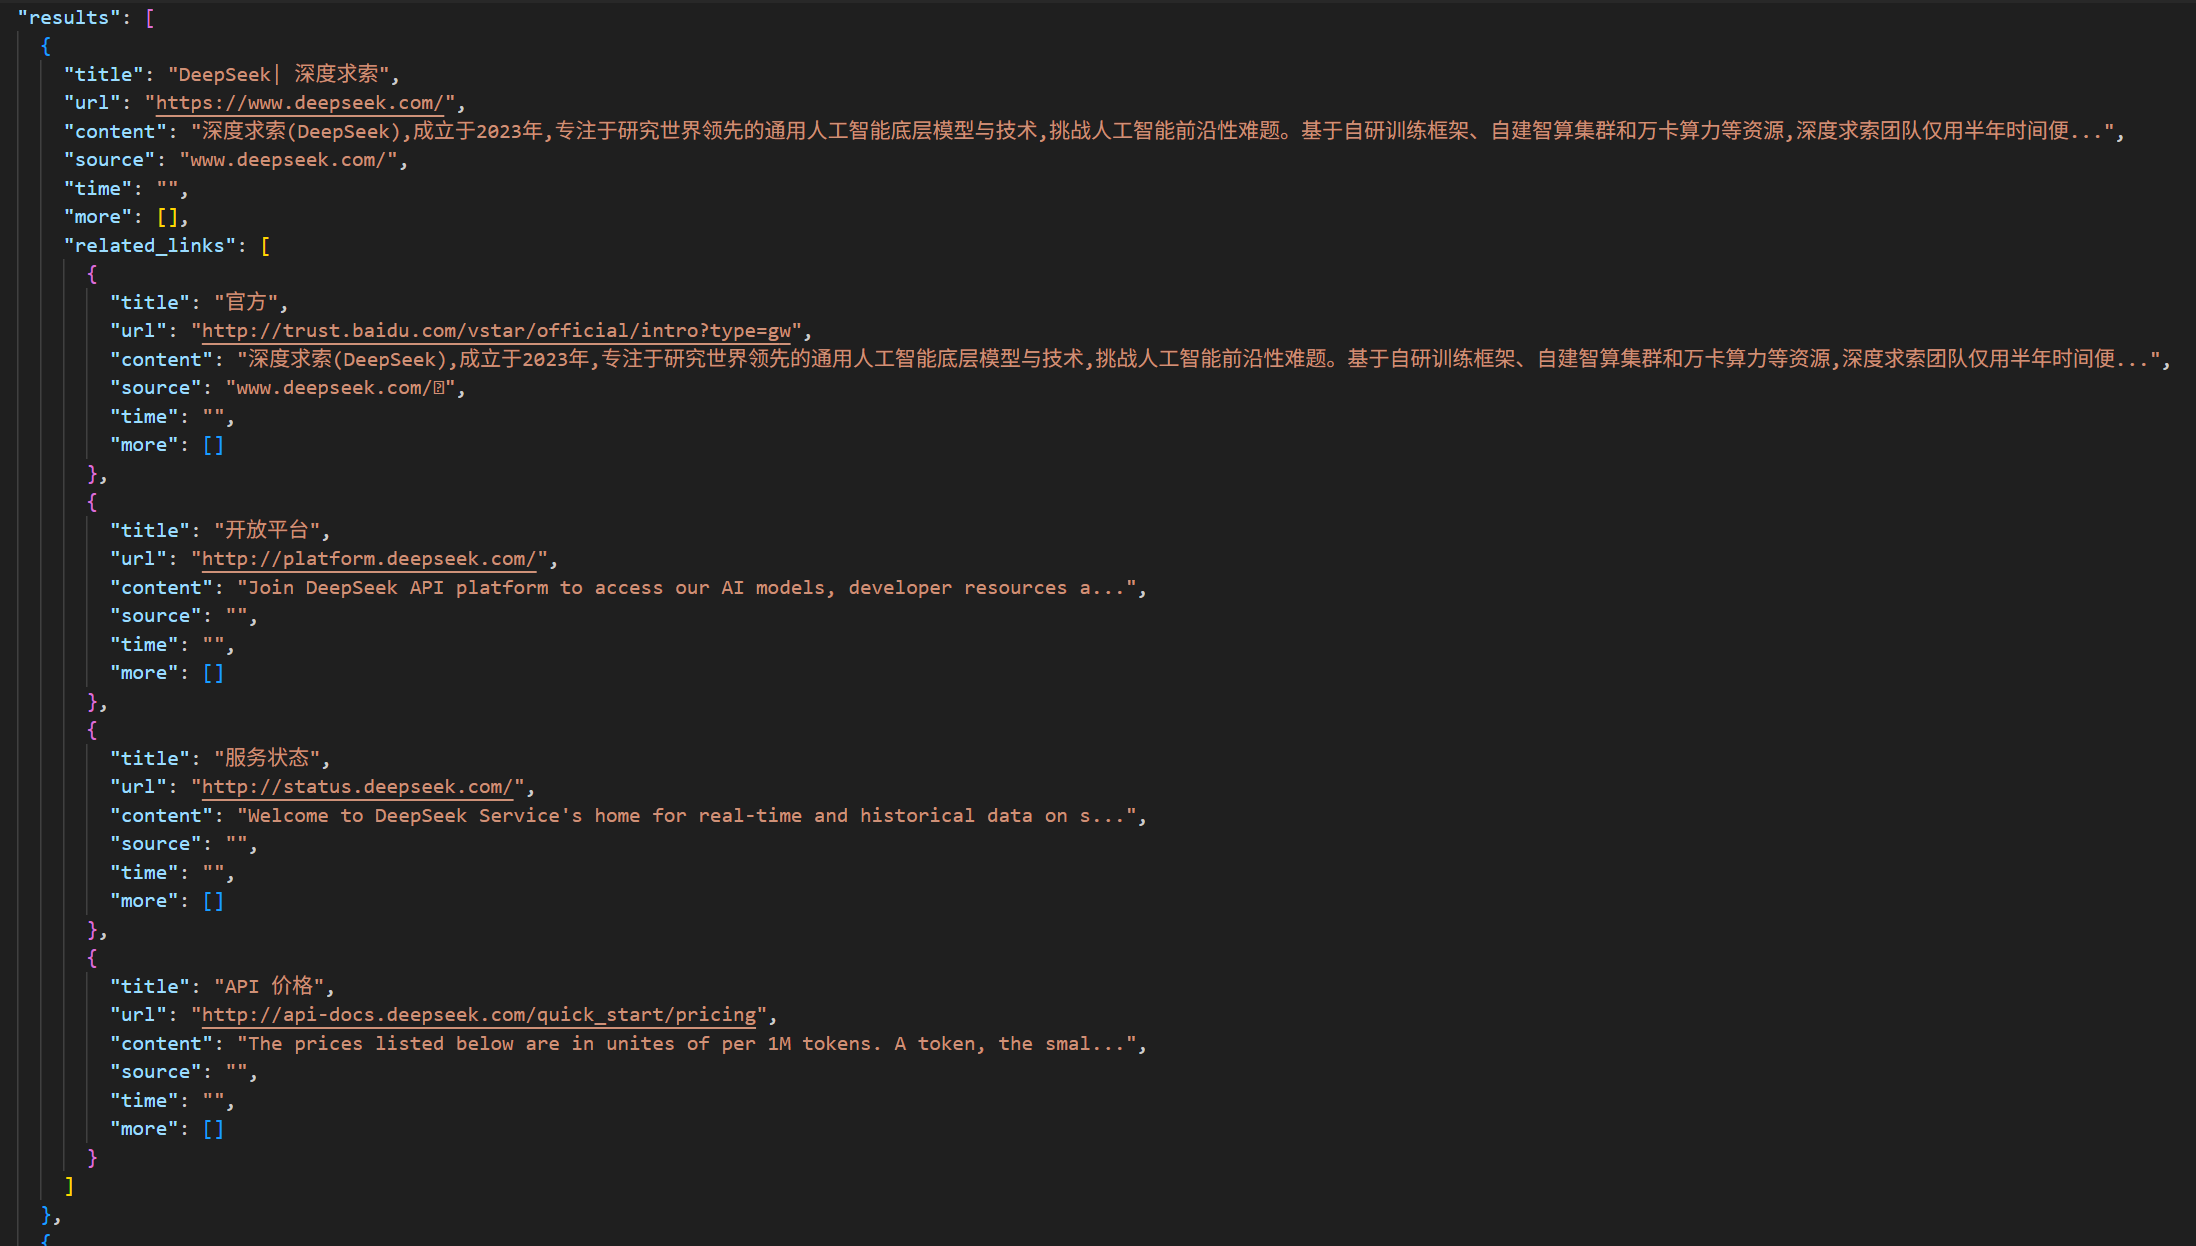 "results": [
{
"title": "DeepSeek| 深度求索",
"url": "https://www.deepseek.com/",
"content": "深度求索(DeepSeek),成立于2023年,专注于研究世界领先的通用人工智能底层模型与技术,挑战人工智能前沿性难题。基于自研训练框架、自建智算集群和万卡算力等资源,深度求索团队仅用半年时间便...",
"source": "www.deepseek.com/",
"time": "",
"more": [],
"related_links": [
{
"title": "官方",
"url": "http://trust.baidu.com/vstar/official/intro?type=gw",
"content": "深度求索(DeepSeek),成立于2023年,专注于研究世界领先的通用人工智能底层模型与技术,挑战人工智能前沿性难题。基于自研训练框架、自建智算集群和万卡算力等资源,深度求索团队仅用半年时间便...",
"source": "www.deepseek.com/",
"time": "",
"more": []
},
{
"title": "开放平台",
"url": "http://platform.deepseek.com/",
"content": "Join DeepSeek API platform to access our AI models, developer resources a...",
"source": "",
"time": "",
"more": []
},
{
"title": "服务状态",
"url": "http://status.deepseek.com/",
"content": "Welcome to DeepSeek Service's home for real-time and historical data on s...",
"source": "",
"time": "",
"more": []
},
{
"title": "API 价格",
"url": "http://api-docs.deepseek.com/quick_start/pricing",
"content": "The prices listed below are in unites of per 1M tokens. A token, the smal...",
"source": "",
"time": "",
"more": []
}
]
},
{